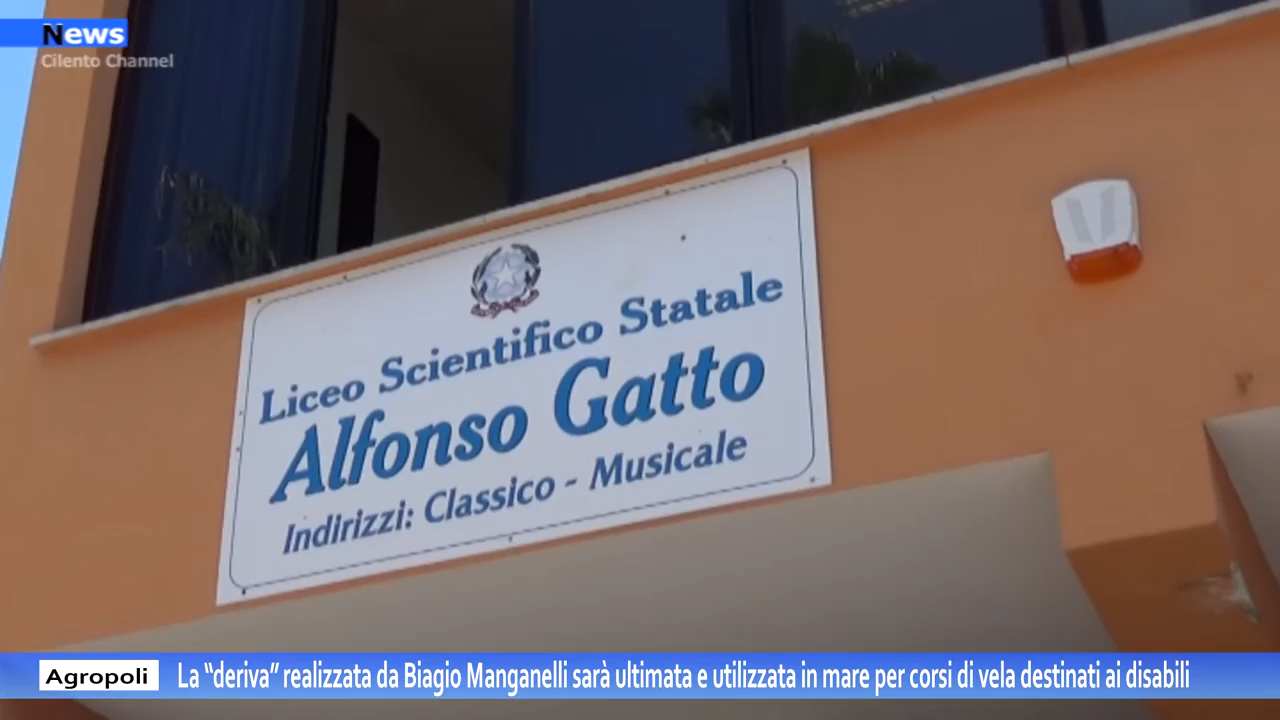 News
Cilento Channel
Liceo Scientifico Statale
Alfonso Gatto
Indirizzi: Classico - Musicale
Agropoli La “deriva” realizzata da Biagio Manganelli sarà ultimata e utilizzata in mare per corsi di vela destinati ai disabili